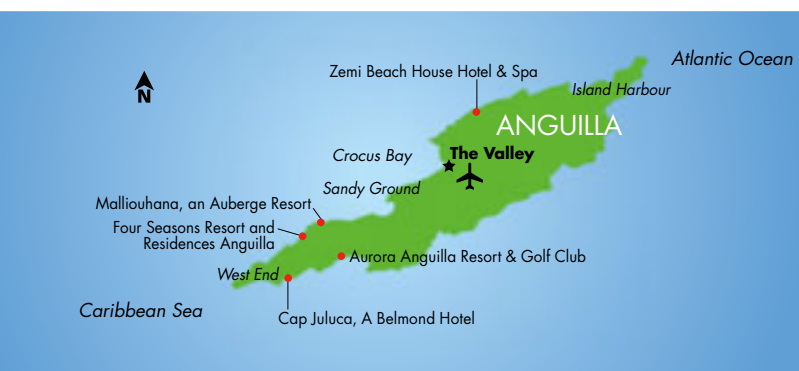 Atlantic Ocean
Zemi Beach House Hotel & Spa
Island Harbour
N
ANGUILLA
Crocus Bay
The Valley
Sandy Ground
Malliouhana, an Auberge Resort
Four Seasons Resort and
Residences Anguilla
Aurora Anguilla Resort & Golf Club
West End
Caribbean Sea
Cap Juluca, A Belmond Hotel